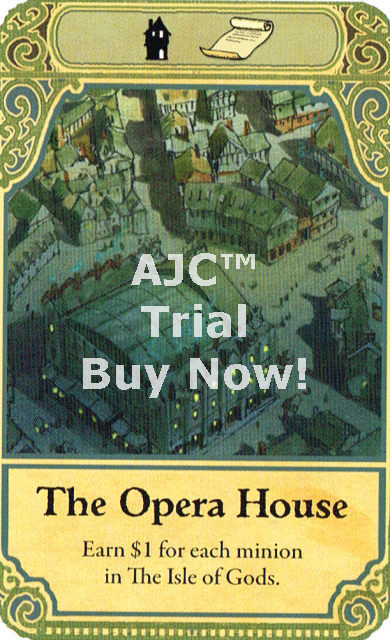 AJC™
Trial
Buy Now!
The Opera House
Earn $1 for each minion
in The Isle of Gods.